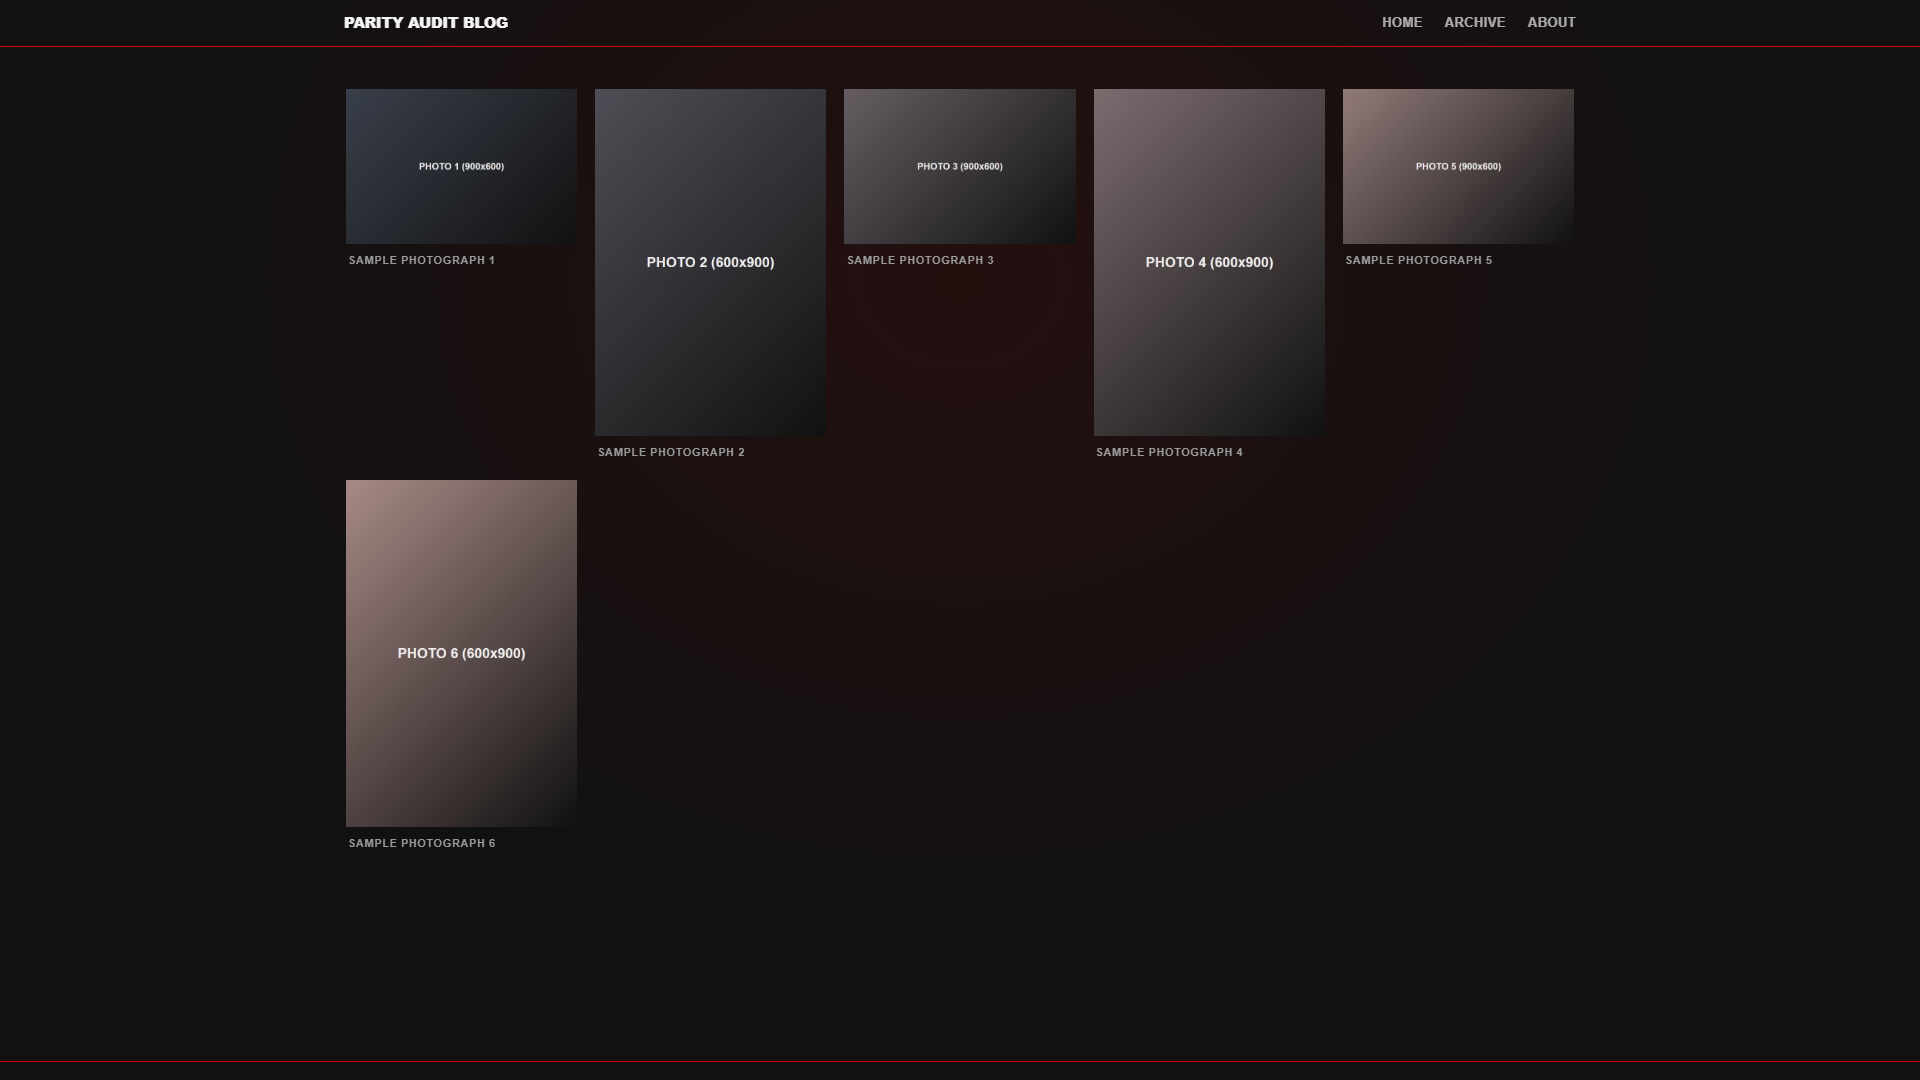 PARITY AUDIT BLOG
HOME ARCHIVE ABOUT
PHOTO 1 (900x600)
SAMPLE PHOTOGRAPH 1
PHOTO 2 (600x900)
SAMPLE PHOTOGRAPH 2
PHOTO 3 (900x600)
SAMPLE PHOTOGRAPH 3
PHOTO 4 (600x900)
SAMPLE PHOTOGRAPH 4
PHOTO 5 (900x600)
SAMPLE PHOTOGRAPH 5
PHOTO 6 (600x900)
SAMPLE PHOTOGRAPH 6